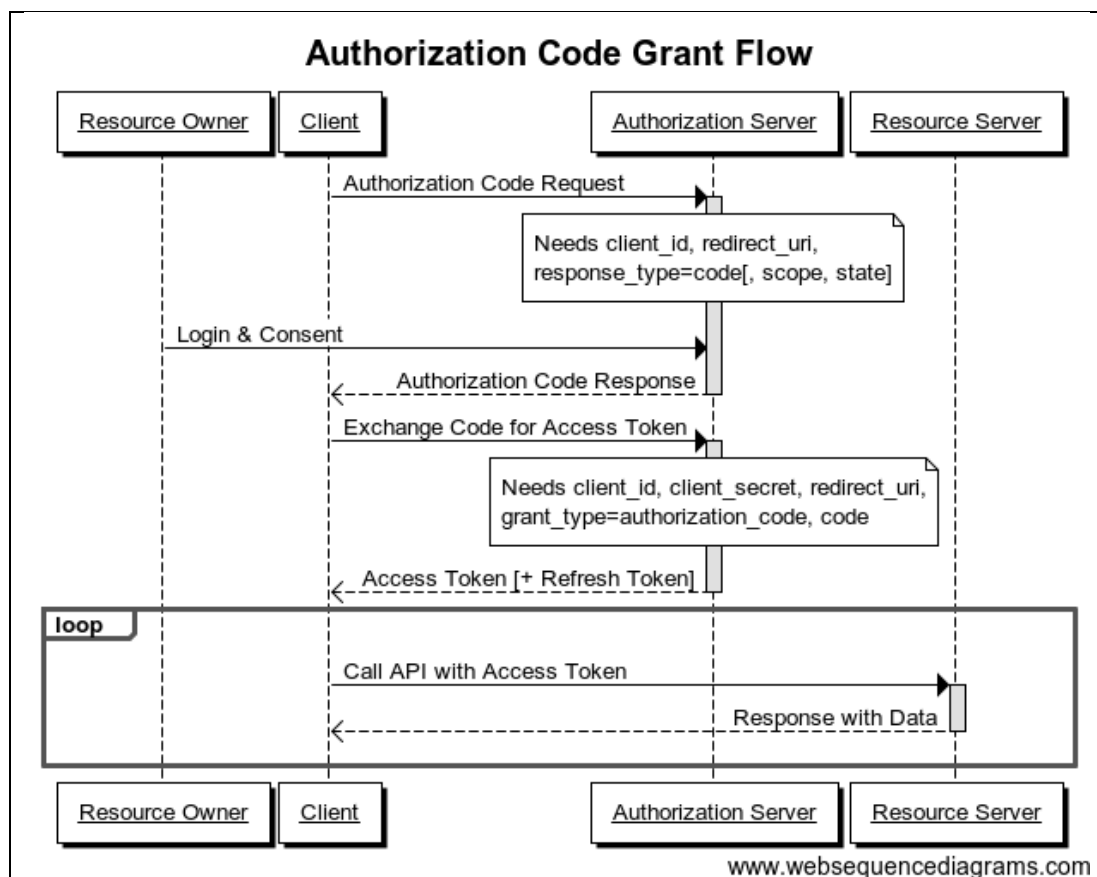 Authorization Code Grant Flow
Resource Owner
Client
Authorization Server
Resource Server
Authorization Code Request
Needs client_id, redirect_uri,
response_type=code[, scope, state]
Login & Consent
Authorization Code Response
Exchange Code for Access Token
Needs client_id, client_secret, redirect_uri,
grant_type=authorization_code, code
Access Token [+ Refresh Token]
loop
Call API with Access Token
Response with Data
Resource Owner
Client
Authorization Server
Resource Server
www.websequencediagrams.com